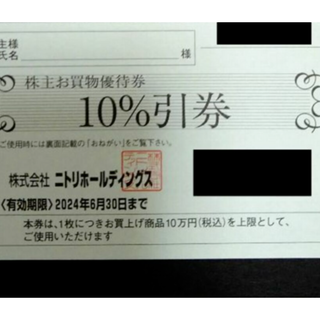 主様
氏名
様
株主お買物優待券
10%引券
ご使用時には裏面記載の「おねがい」をご覧下さい。
株式会社 ニトリホールディングス
〈有効期限〉2024年6月30日まで
本券は、1枚につきお買上げ商品10万円(税込)を上限として、
ご使用いただけます